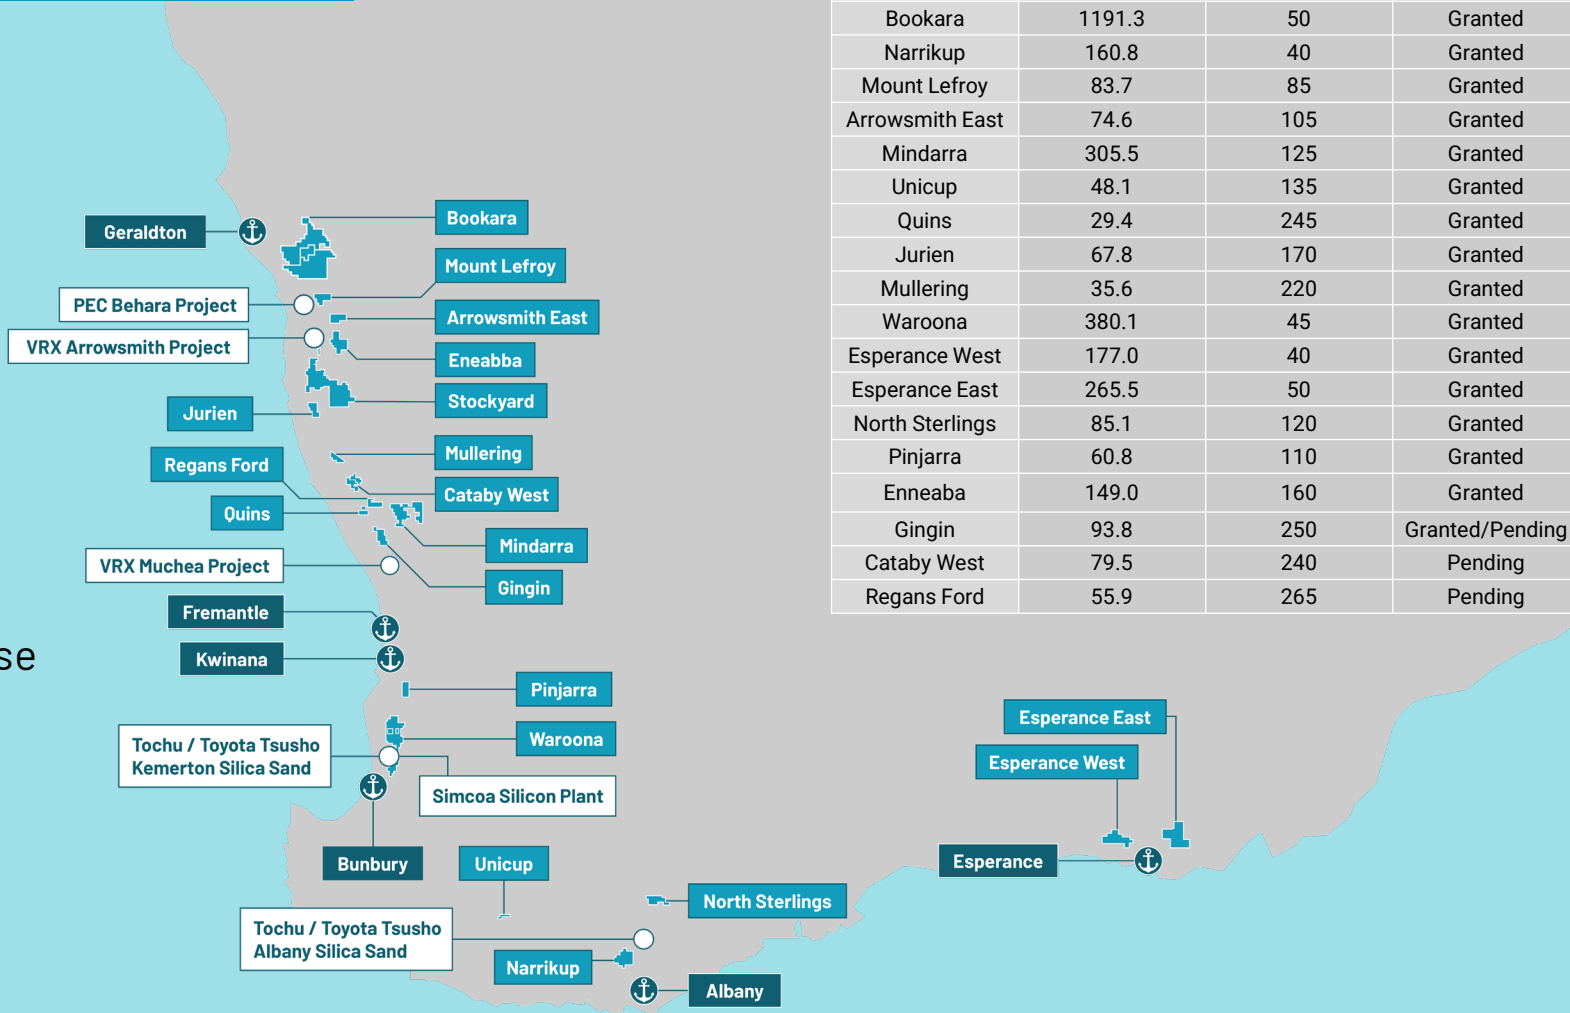 Bookara 1191.3 50 Granted
Narrikup 160.8 40 Granted
Mount Lefroy 83.7 85 Granted
Arrowsmith East 74.6 105 Granted
Mindarra 305.5 125 Granted
Unicup 48.1 135 Granted
Quins 29.4 245 Granted
Jurien 67.8 170 Granted
Mullering 35.6 220 Granted
Waroona 380.1 45 Granted
Esperance West 177.0 40 Granted
Esperance East 265.5 50 Granted
North Sterlings 85.1 120 Granted
Pinjarra 60.8 110 Granted
Enneaba 149.0 160 Granted
Gingin 93.8 250 Granted/Pending
Cataby West 79.5 240 Pending
Regans Ford 55.9 265 Pending
Bookara
Geraldton
Mount Lefroy
PEC Behara Project
Arrowsmith East
VRX Arrowsmith Project
Eneabba
Stockyard
Jurien
Mullering
Regans Ford
Cataby West
Quins
Mindarra
VRX Muchea Project
Gingin
Fremantle
se
Kwinana
Pinjarra
Esperance East
Waroona
Tochu / Toyota Tsusho
Kemerton Silica Sand
Esperance West
Simcoa Silicon Plant
Bunbury
Unicup
Esperance
North Sterlings
Tochu / Toyota Tsusho
Albany Silica Sand
Narrikup
Albany